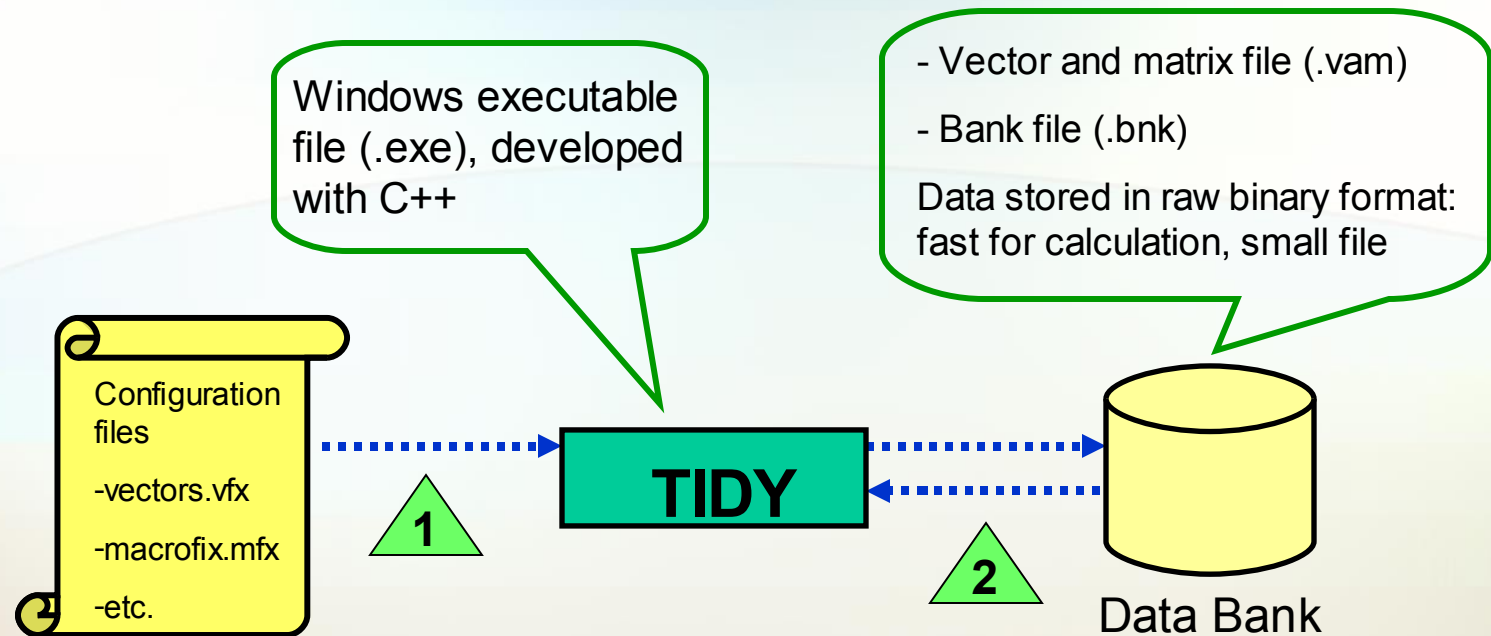 Windows executable
file (.exe), developed
with C++
- Vector and matrix file (.vam)
- Bank file (.bnk)
Data stored in raw binary format:
fast for calculation, small file
Configuration
files
-vectors.vfx
-macrofix.mfx
-etc.
1
TIDY
2
Data Bank